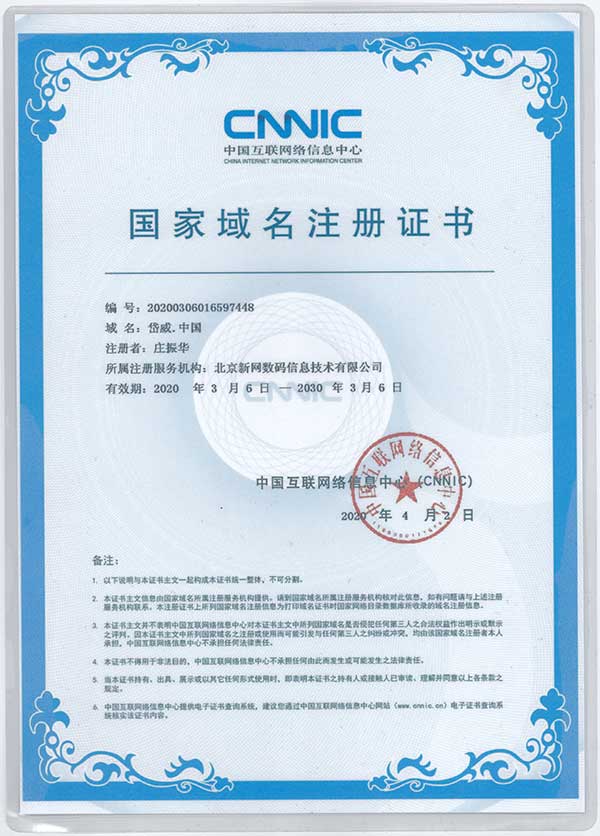 CNNIC
中国互联网络信息中心
CHINA INTERNET NETWORK INFORMATION CENTER
国家域名注册证书
编 号：20200306016597448
域 名：岱威.中国
注册者：庄振华
所属注册服务机构：北京新网数码信息技术有限公司
有效期：2020 年 3 月 6 日 — 2030 年 3 月 6 日
CNNIC
中国互联网络信息中心
中国互联网络信息中心 (CNNIC)
2020 年 4 月 2 日
备注：
1. 以下说明与本证书主文一起构成本证书统一整体，不可分割。
2. 本证书主文信息由国家域名所属注册服务机构提供。请到国家域名所属注册服务机构核对此信息，如有问题请与上述注册
服务机构联系。本注册证书上所列国家域名注册信息为打印域名证书时国家网络目录数据库所收录的域名注册信息。
3. 本证书主文并不表明中国互联网络信息中心对本证书主文中所列国家域名是否侵犯任何第三人之合法权益作出明示或默示
之评判，因本证书主文中所列国家域名之注册或使用而可能引发与任何第三人之纠纷或冲突，均由该国家域名注册者本人
承担，中国互联网络信息中心不承担任何法律责任。
4. 本证书不得用于非法目的，中国互联网络信息中心不承担任何由此而发生或可能发生之法律责任。
5. 当本证书持有、出具、展示或以其它任何形式使用时，即表明本证书之持有人或接触人已审读、理解并同意以上各条款之
规定。
6. 中国互联网络信息中心提供电子证书查询系统，建议您通过中国互联网络信息中心网站（www.cnnic.cn）电子证书查询系
统核实该证书内容。